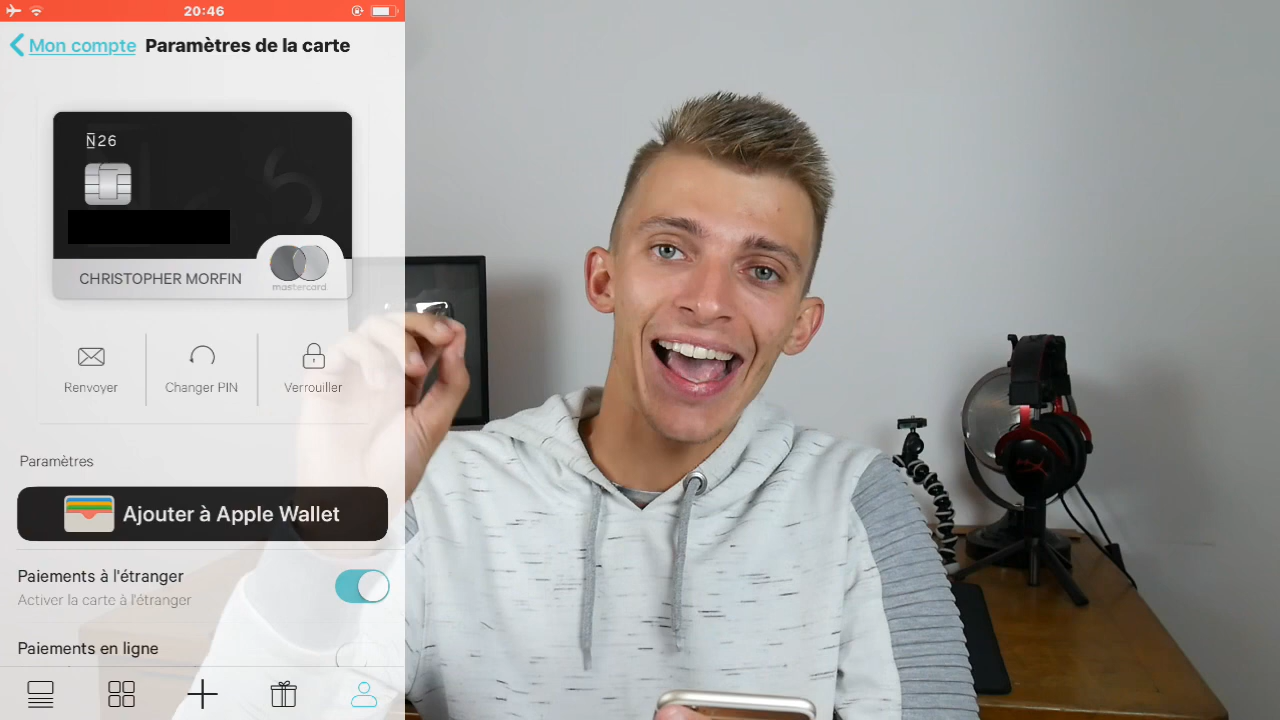 20:46
Mon compte Paramètres de la carte
N26
CHRISTOPHER MORFIN
mastercard
Renvoyer Changer PIN Verrouiller
Paramètres
Ajouter à Apple Wallet
Paiements à l'étranger
Activer la carte à l'étranger
Paiements en ligne